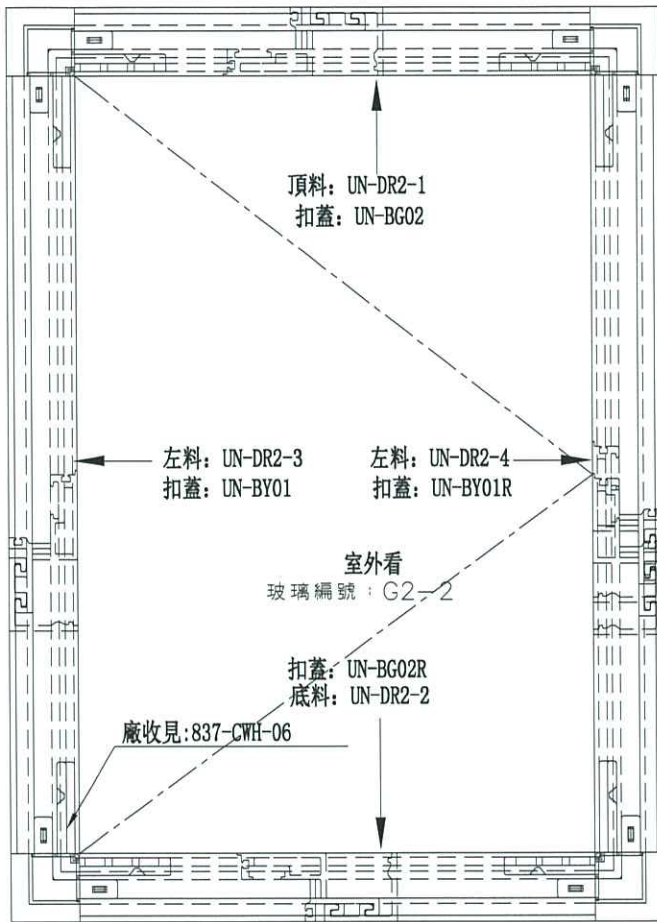 頂料: UN-DR2-1
扣蓋: UN-BG02
左料: UN-DR2-3
扣蓋: UN-BY01
左料: UN-DR2-4
扣蓋: UN-BY01R
室外看
玻璃編號：G2-2
扣蓋: UN-BG02R
底料: UN-DR2-2
廠收見:837-CWH-06